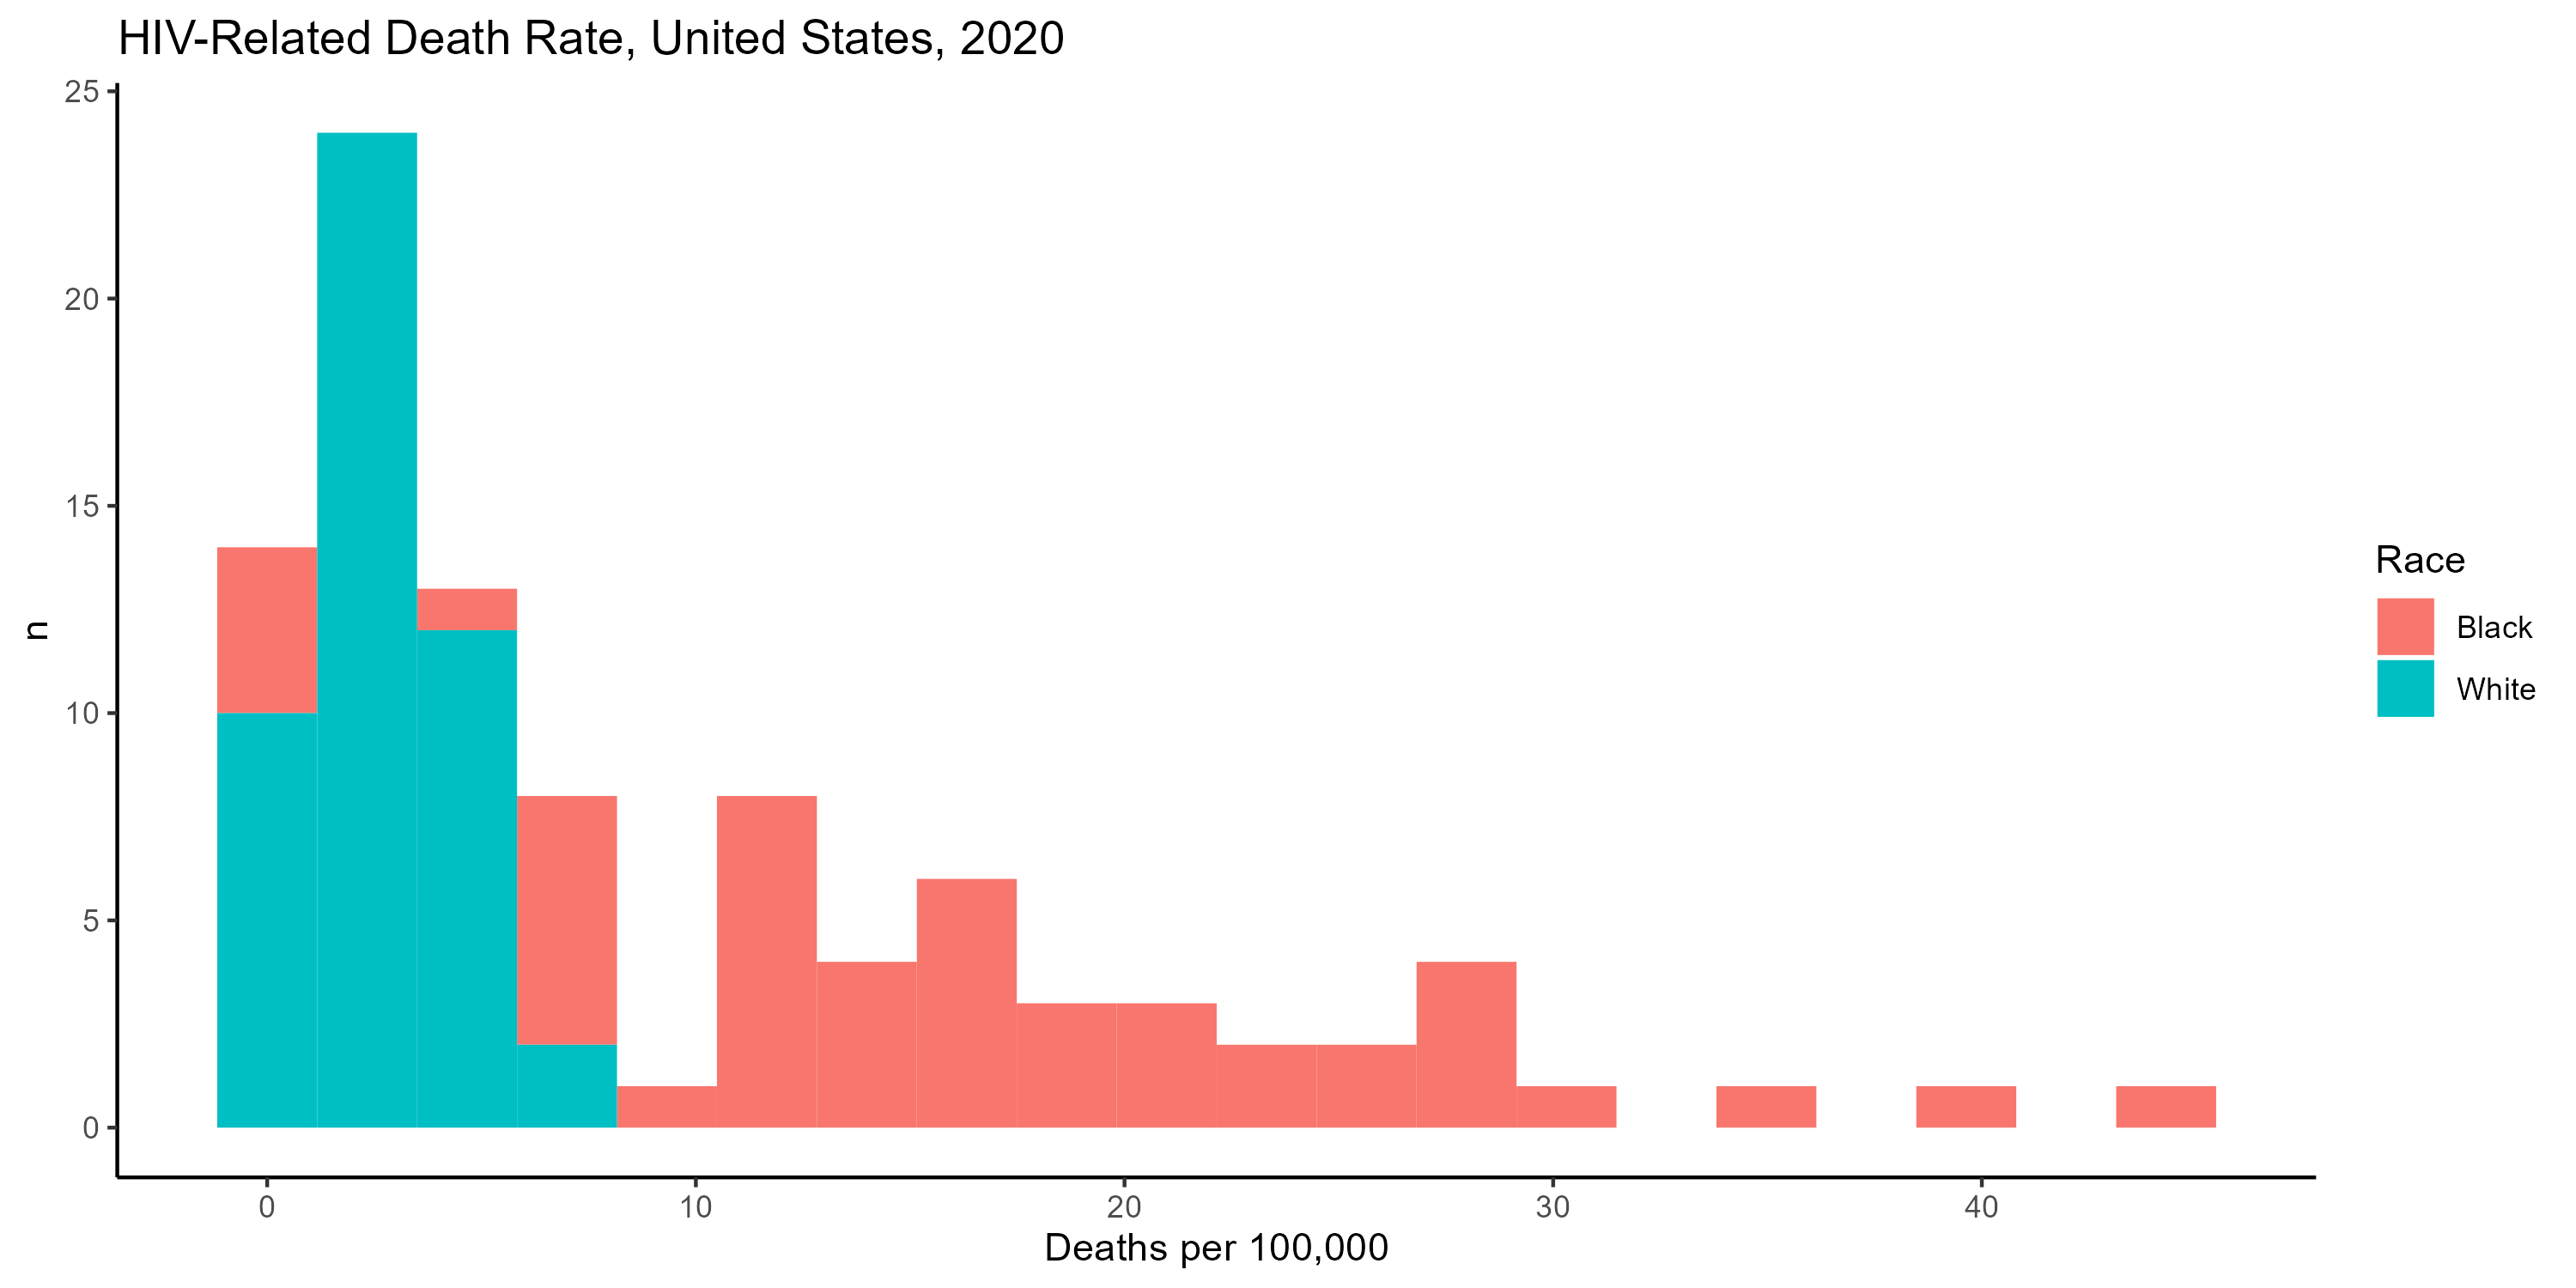 HIV-Related Death Rate, United States, 2020
25
20
15
10
5
0
n
0 10 20 30 40
Deaths per 100,000
Race
Black
White